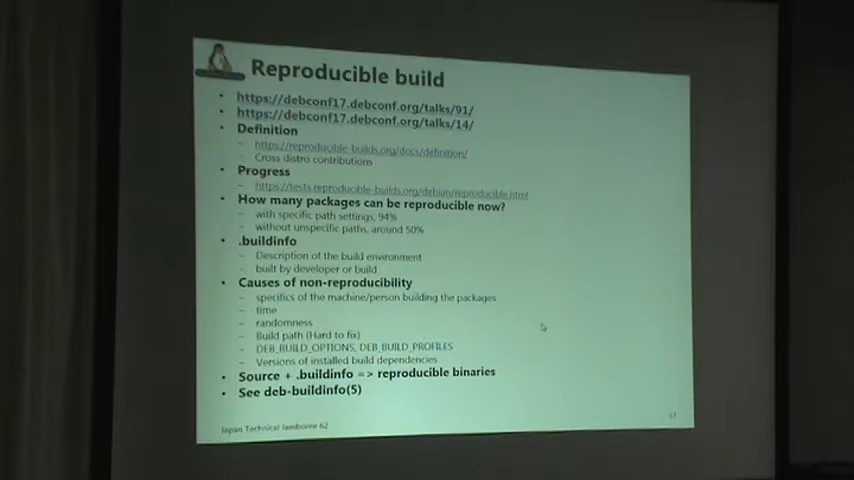 Reproducible build
• https://debconf17.debconf.org/talks/91/
• https://debconf17.debconf.org/talks/14/
• Definition
– https://reproducible-builds.org/docs/definition/
– Cross distro contributions
• Progress
– https://tests.reproducible-builds.org/debian/reproducible.html
• How many packages can be reproducible now?
– with specific path settings, 94%
– without unspecific paths, around 50%
• .buildinfo
– Description of the build environment
– built by developer or build
• Causes of non-reproducibility
– specifics of the machine/person building the packages
– time
– randomness
– Build path (Hard to fix)
– DEB_BUILD_OPTIONS, DEB_BUILD_PROFILES
– Versions of installed build dependencies
• Source + .buildinfo => reproducible binaries
• See deb-buildinfo(5)
Japan Technical Jamboree 62